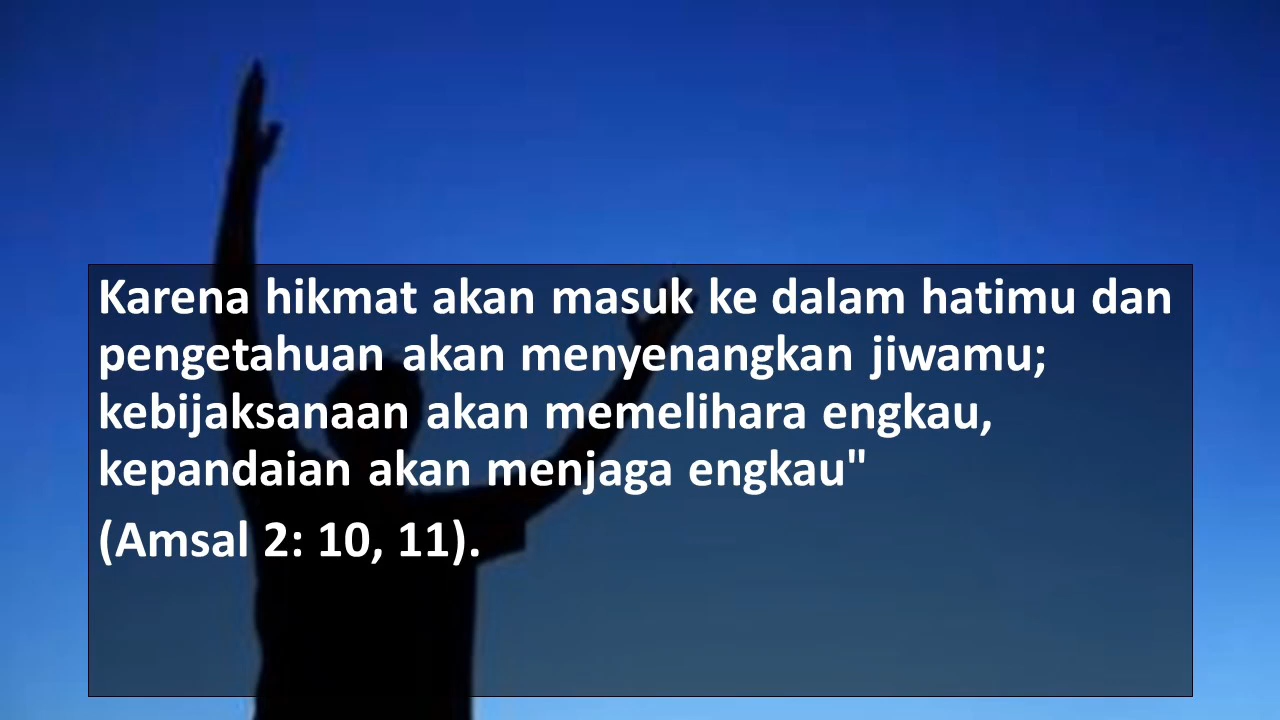 Karena hikmat akan masuk ke dalam hatimu dan
pengetahuan akan menyenangkan jiwamu;
kebijaksanaan akan memelihara engkau,
kepandaian akan menjaga engkau"
(Amsal 2: 10, 11).